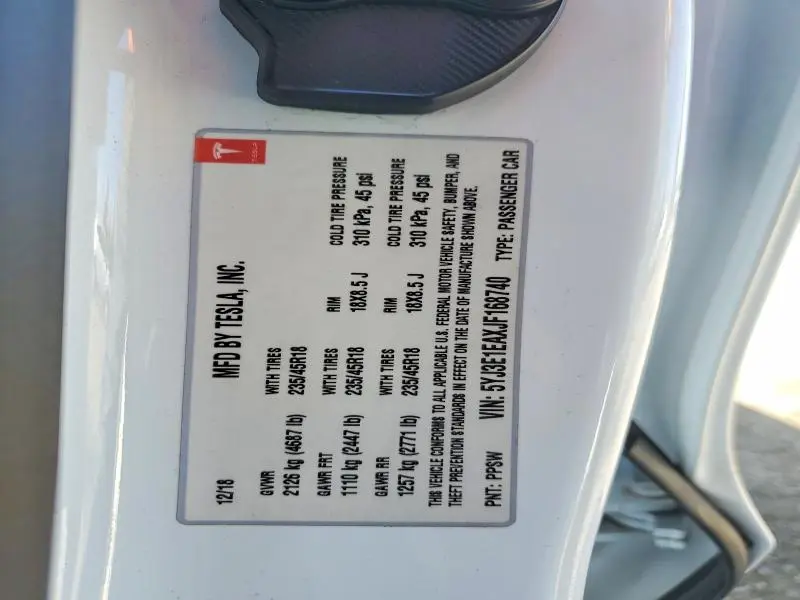 TESLA
MFD BY TESLA, INC.
12/18
GVWR WITH TIRES RIM COLD TIRE PRESSURE
2126 kg (4687 lb) 235/45R18 18X8.5 J 310 kPa, 45 psi
GAWR FRT WITH TIRES RIM COLD TIRE PRESSURE
1110 kg (2447 lb) 235/45R18 18X8.5 J 310 kPa, 45 psi
GAWR RR WITH TIRES
1257 kg (2771 lb) 235/45R18
THIS VEHICLE CONFORMS TO ALL APPLICABLE U.S. FEDERAL MOTOR VEHICLE SAFETY, BUMPER, AND
THEFT PREVENTION STANDARDS IN EFFECT ON THE DATE OF MANUFACTURE SHOWN ABOVE.
VIN: 5YJ3E1EAXJF168740
PNT: PPSW TYPE: PASSENGER CAR